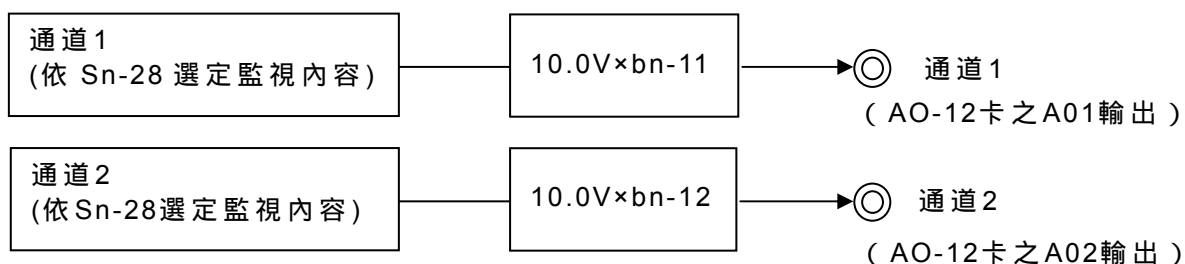 通道1
(依 Sn-28 選定監視內容)
10.0V×bn-11
通道1
(AO-12卡之A01輸出)
通道2
(依Sn-28選定監視內容)
10.0V×bn-12
通道2
(AO-12卡之A02輸出)